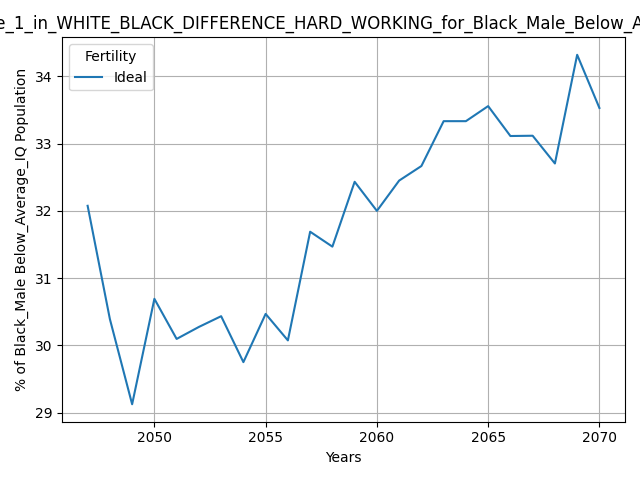 e_1_in_WHITE_BLACK_DIFFERENCE_HARD_WORKING_for_Black_Male_Below_A
Fertility
Ideal
% of Black_Male Below_Average_IQ Population
34
33
32
31
30
29
2050 2055 2060 2065 2070
Years